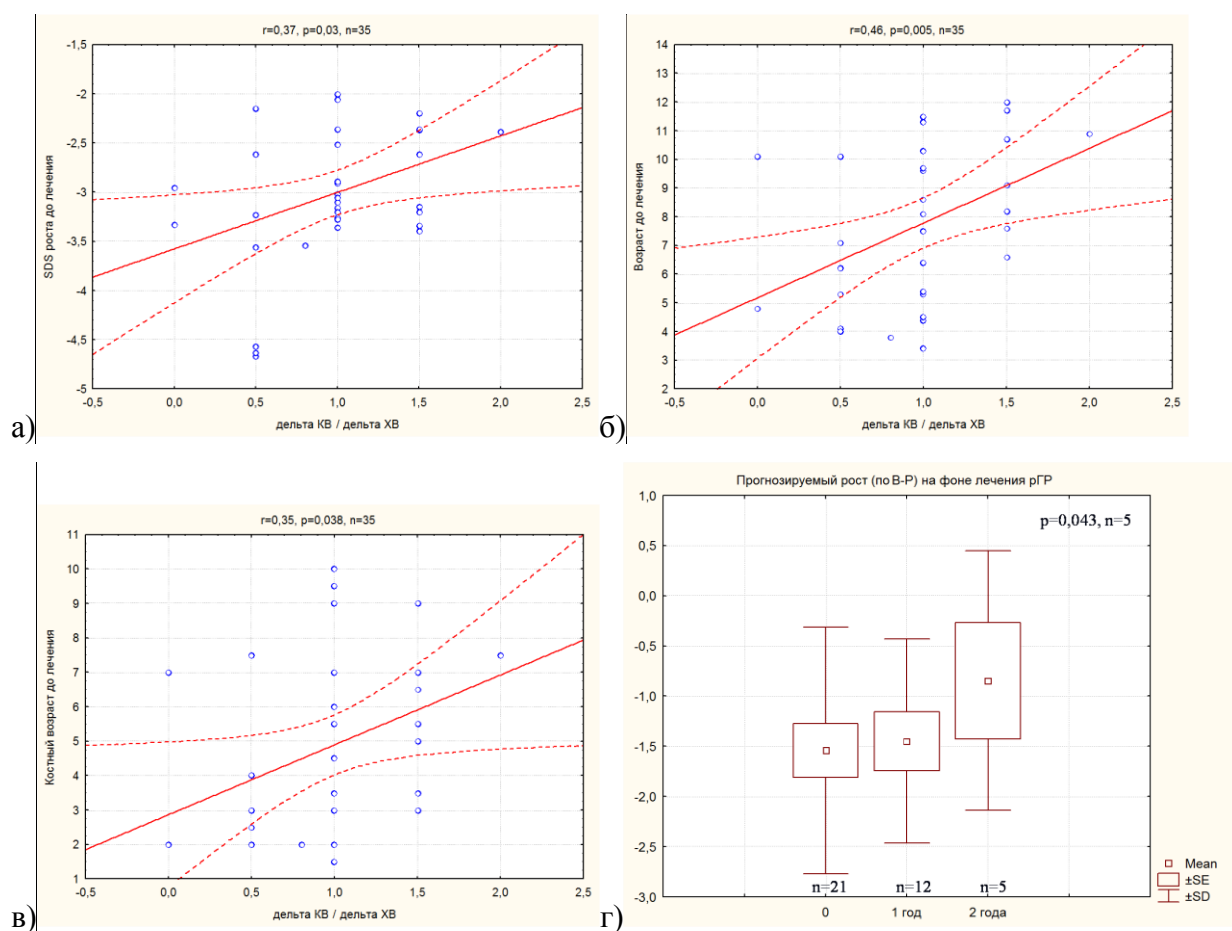 r=0,37, p=0,03, n=35
-1,5
-2
-2,5
-3
-3,5
-4
-4,5
-5
SDS роста до лечения
-0,5 0,0 0,5 1,0 1,5 2,0 2,5
дельта КВ / дельта ХВ
а)
r=0,46, p=0,005, n=35
14
13
12
11
10
9
8
7
6
5
4
3
2
Возраст до лечения
-0,5 0,0 0,5 1,0 1,5 2,0 2,5
дельта КВ / дельта ХВ
б)
r=0,35, p=0,038, n=35
11
10
9
8
7
6
5
4
3
2
1
Костный возраст до лечения
-0,5 0,0 0,5 1,0 1,5 2,0 2,5
дельта КВ / дельта ХВ
в)
Прогнозируемый рост (по В-Р) на фоне лечения рГР
1,0
0,5
0,0
-0,5
-1,0
-1,5
-2,0
-2,5
-3,0
p=0,043, n=5
n=21 n=12 n=5
0 1 год 2 года
Mean
±SE
±SD
г)